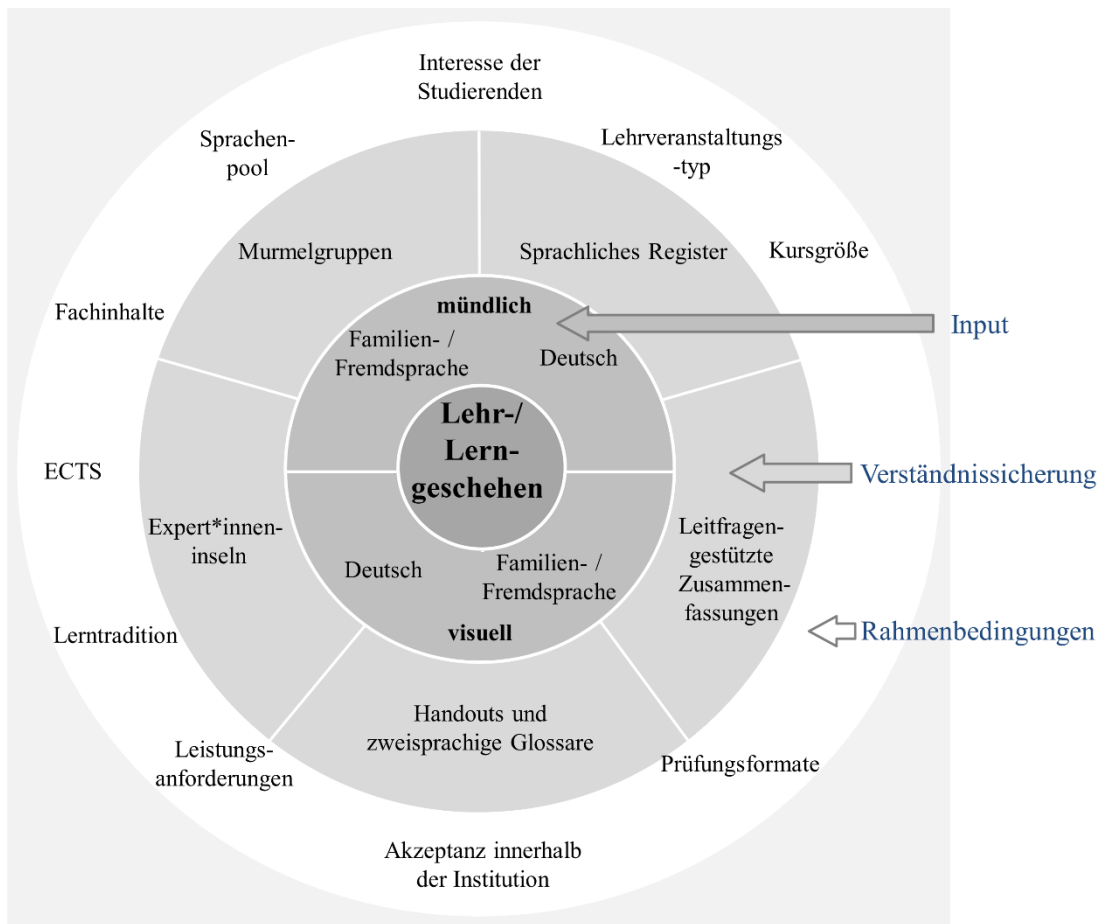 Interesse der
Studierenden
Sprachen-
pool
Lehrveranstaltungs
-typ
Murmelgruppen
Sprachliches Register
Kursgröße
Fachinhalte
mündlich
Input
Familien- /
Fremdsprache
Deutsch
Lehr-/
Lern-
geschehen
ECTS
Verständnissicherung
Expert*innen-
inseln
Leitfragen-
gestützte
Zusammen-
fassungen
Deutsch
Familien- /
Fremdsprache
visuell
Lerntradition
Rahmenbedingungen
Handouts und
zweisprachige Glossare
Leistungs-
anforderungen
Prüfungsformate
Akzeptanz innerhalb
der Institution